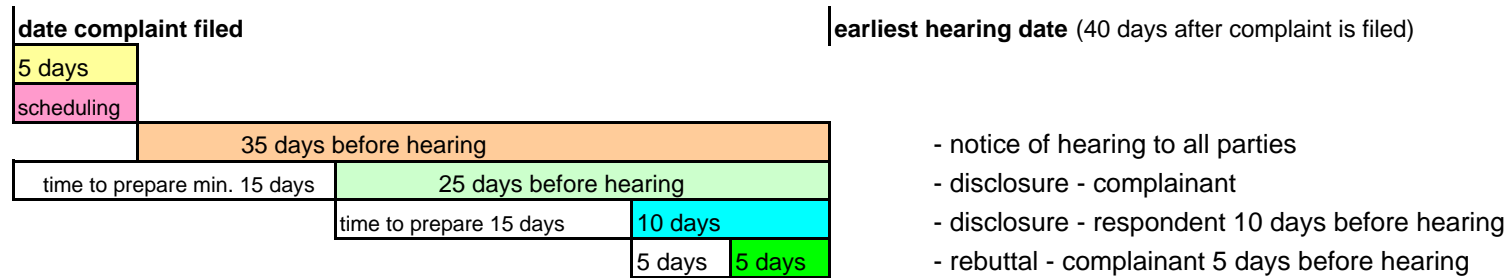 date complaint filed earliest hearing date (40 days after complaint is filed)
5 days
scheduling
35 days before hearing - notice of hearing to all parties
time to prepare min. 15 days 25 days before hearing - disclosure - complainant
time to prepare 15 days 10 days - disclosure - respondent 10 days before hearing
5 days 5 days - rebuttal - complainant 5 days before hearing